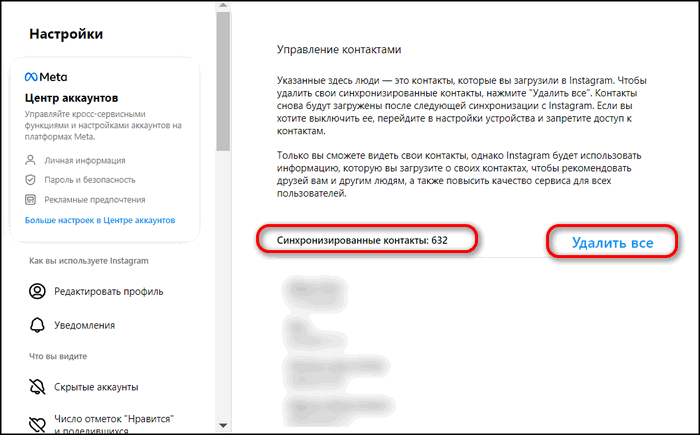 Настройки
Meta
Центр аккаунтов
Управляйте кросс-сервисными
функциями и настройками аккаунтов на
платформах Meta.
Личная информация
Пароль и безопасность
Рекламные предпочтения
Больше настроек в Центре аккаунтов
Как вы используете Instagram
Редактировать профиль
Уведомления
Что вы видите
Скрытые аккаунты
Число отметок "Нравится"
и поделившихся
Управление контактами
Указанные здесь люди — это контакты, которые вы загрузили в Instagram. Чтобы
удалить свои синхронизированные контакты, нажмите "Удалить все". Контакты
снова будут загружены после следующей синхронизации с Instagram. Если вы
хотите выключить ее, перейдите в настройки устройства и запретите доступ к
контактам.
Только вы сможете видеть свои контакты, однако Instagram будет использовать
информацию, которую вы загрузите о своих контактах, чтобы рекомендовать
друзей вам и другим людям, а также повысить качество сервиса для всех
пользователей.
Синхронизированные контакты: 632
Удалить все